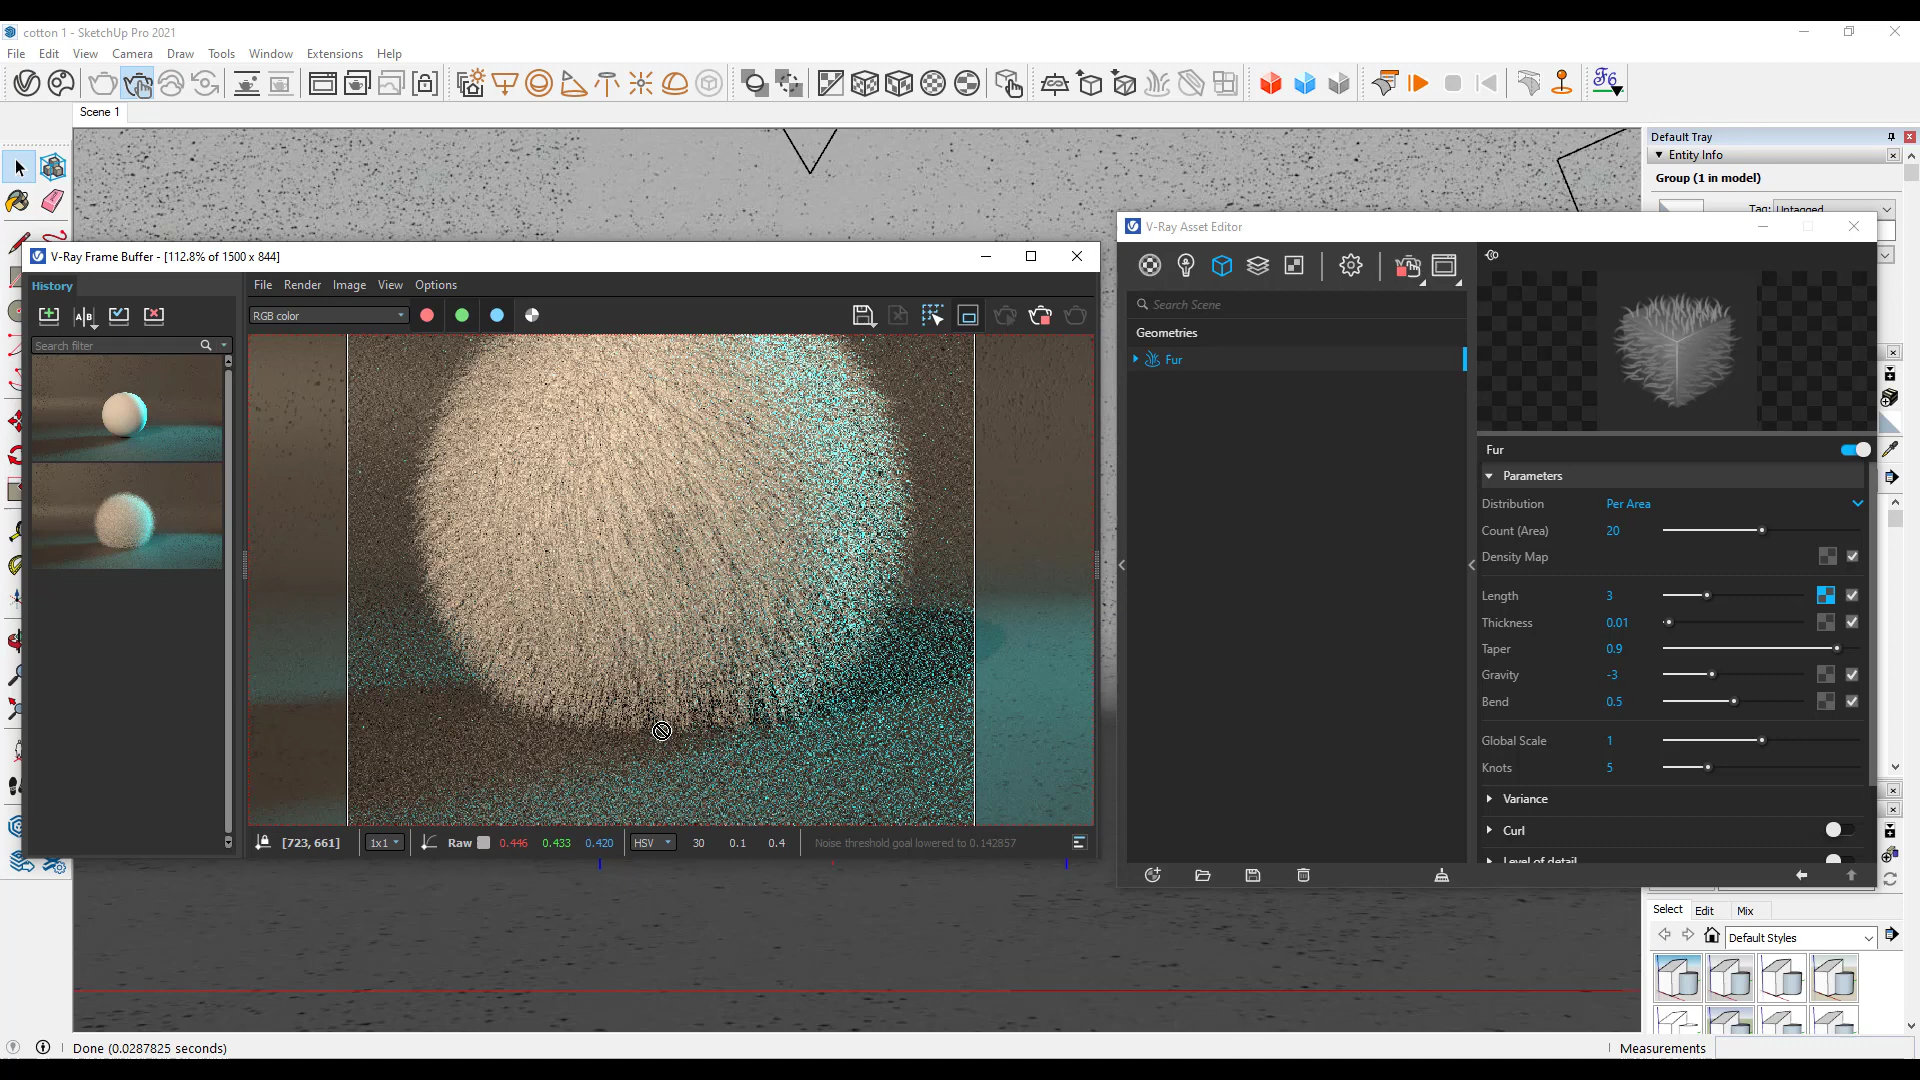 cotton 1 - SketchUp Pro 2021
File Edit View Camera Draw Tools Window Extensions Help
Scene 1
Default Tray
Entity Info
Group (1 in model)
Tag: Untagged
V-Ray Asset Editor
V-Ray Frame Buffer - [112.8% of 1500 x 844]
History
File Render Image View Options
A B
RGB color
Search filter
Search Scene
Geometries
Fur
Fur
Parameters
Distribution Per Area
Count (Area) 20
Density Map
Length 3
Thickness 0.01
Taper 0.9
Gravity -3
Bend 0.5
Global Scale 1
Knots 5
Variance
Curl
Level of detail
[723, 661] 1x1 Raw 0.446 0.433 0.420 HSV 30 0.1 0.4 Noise threshold goal lowered to 0.142857
Select Edit Mix
Default Styles
Done (0.0287825 seconds)
Measurements